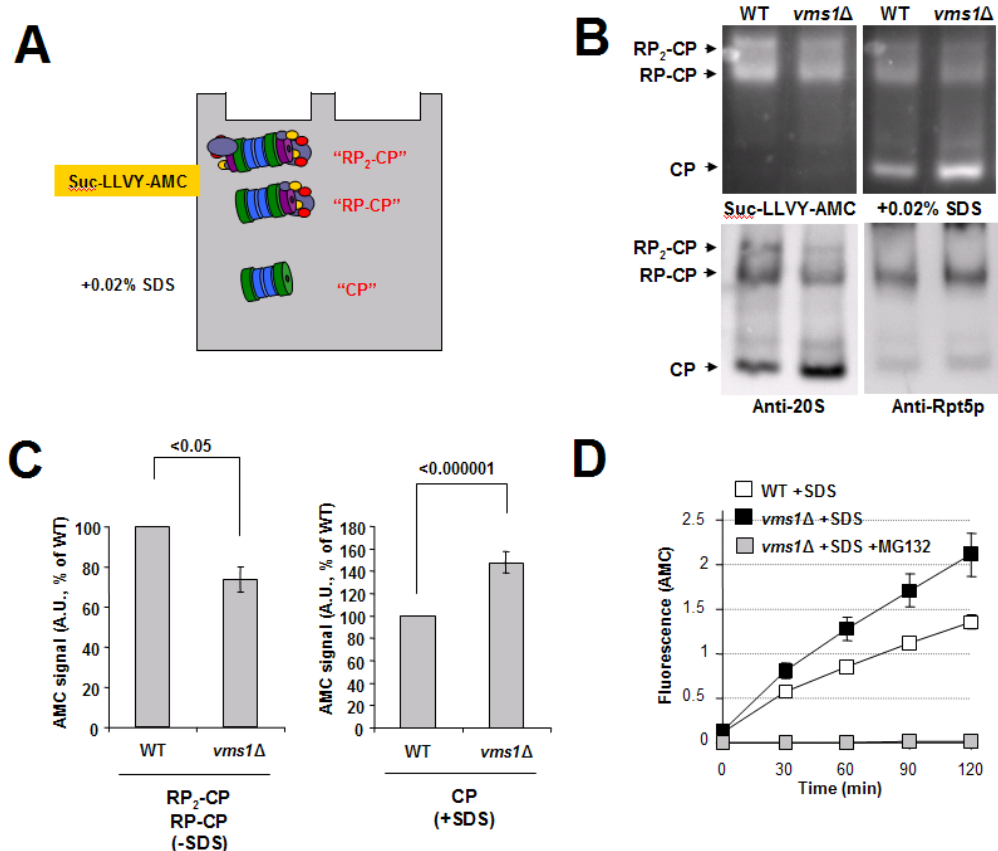 A
Suc-LLVY-AMC
+0.02% SDS
“RP2-CP”
“RP-CP”
“CP”
B
WT vms1Δ WT vms1Δ
RP2-CP
RP-CP
CP
Suc-LLVY-AMC +0.02% SDS
RP2-CP
RP-CP
CP
Anti-20S Anti-Rpt5p
C
<0.05
AMC signal (A.U., % of WT)
100
80
60
40
20
0
WT vms1Δ
RP2-CP
RP-CP
(-SDS)
<0.000001
AMC signal (A.U., % of WT)
180
160
140
120
100
80
60
40
20
0
WT vms1Δ
CP
(+SDS)
D
WT +SDS
vms1Δ +SDS
vms1Δ +SDS +MG132
Fluorescence (AMC)
2.5
2
1.5
1
0.5
0
0 30 60 90 120
Time (min)